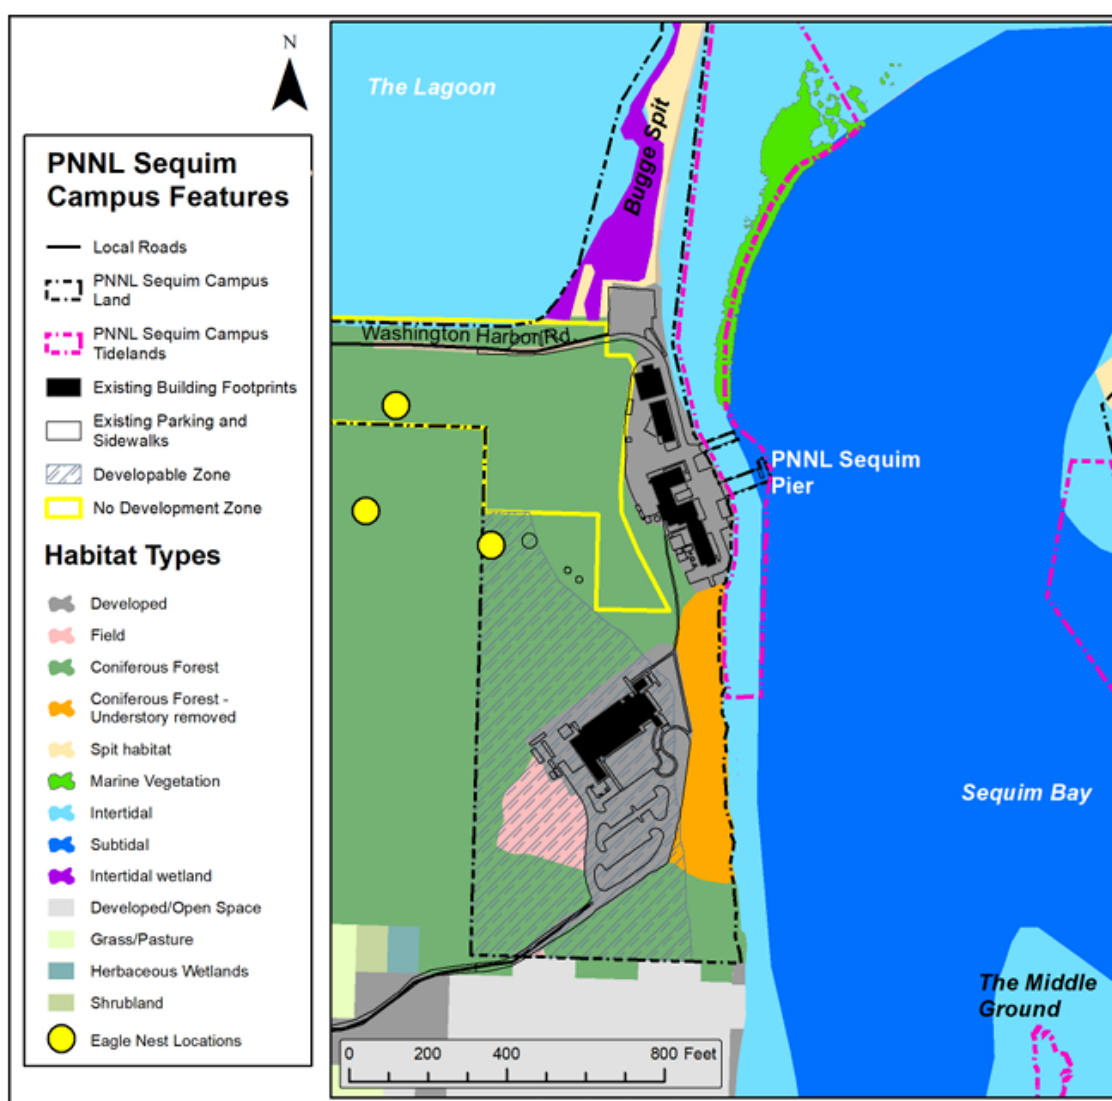 N
PNNL Sequim
Campus Features
Local Roads
PNNL Sequim Campus
Land
PNNL Sequim Campus
Tidelands
Existing Building Footprints
Existing Parking and
Sidewalks
Developable Zone
No Development Zone
Habitat Types
Developed
Field
Coniferous Forest
Coniferous Forest -
Understory removed
Spit habitat
Marine Vegetation
Intertidal
Subtidal
Intertidal wetland
Developed/Open Space
Grass/Pasture
Herbaceous Wetlands
Shrubland
Eagle Nest Locations
The Lagoon
Bugge Spit
Washington Harbor Rd.
PNNL Sequim
Pier
Sequim Bay
The Middle
Ground
0 200 400 800 Feet